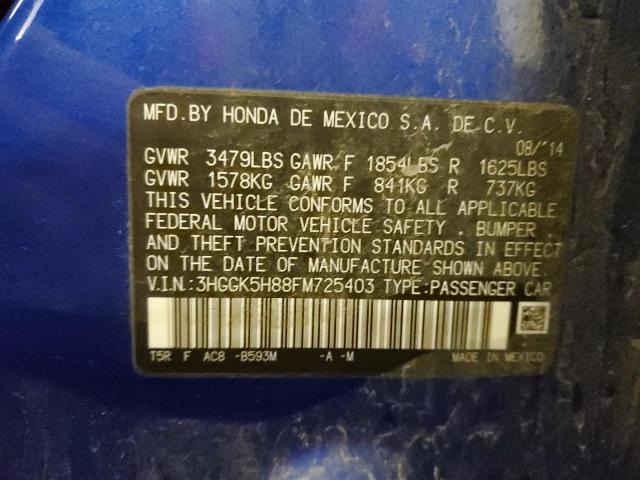 MFD.BY HONDA DE MEXICO S.A. DE C.V.
08/'14
GVWR 3479LBS GAWR F 1854LBS R 1625LBS
GVWR 1578KG GAWR F 841KG R 737KG
THIS VEHICLE CONFORMS TO ALL APPLICABLE
FEDERAL MOTOR VEHICLE SAFETY, BUMPER,
AND THEFT PREVENTION STANDARDS IN EFFECT
ON THE DATE OF MANUFACTURE SHOWN ABOVE.
V.I.N.:3HGGK5H88FM725403 TYPE:PASSENGER CAR
T5R F AC8 -B593M -A -M MADE IN MEXICO